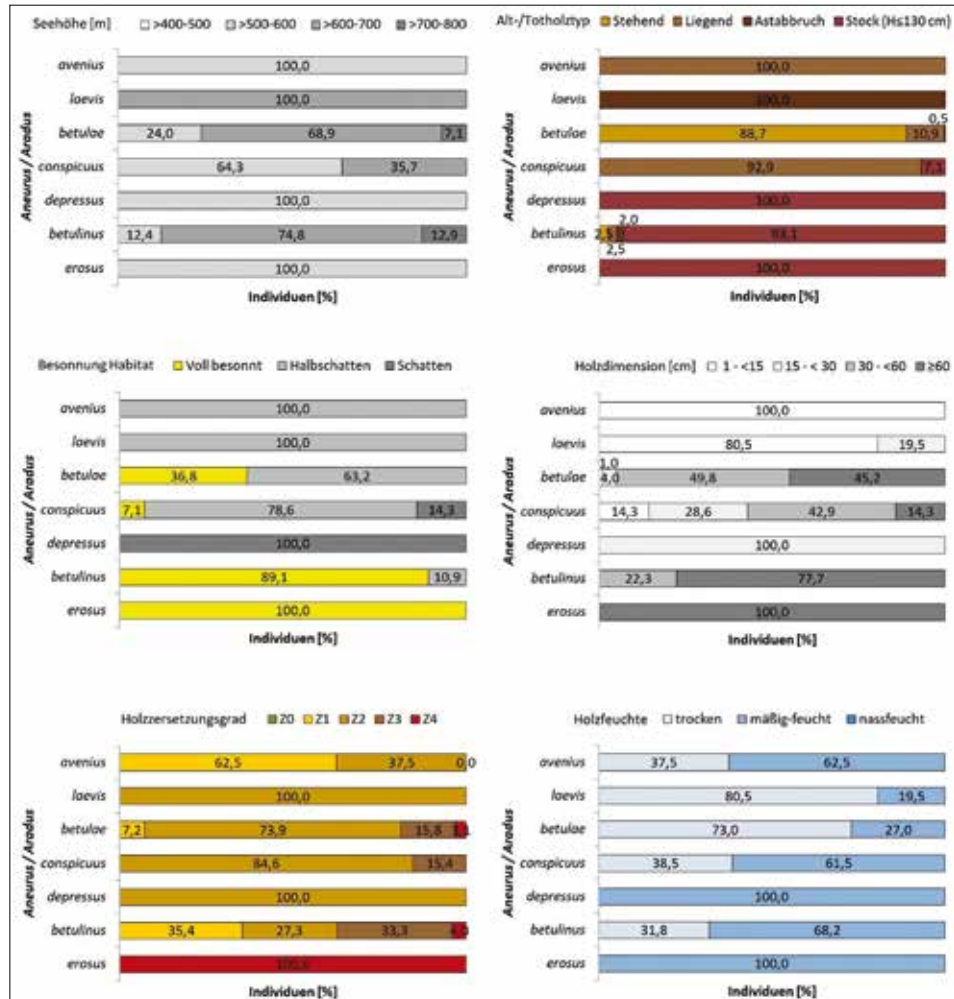 Seehöhe [m] >400-500 >500-600 >600-700 >700-800
Aneurus / Aradus
avenius 100,0
laevis 100,0
betulae 24,0 68,9 7,1
conspicuus 64,3 35,7
depressus 100,0
betulinus 12,4 74,8 12,9
erosus 100,0
Individuen [%]
Alt-/Totholztyp Stehend Liegend Astabbruch Stock (H≤130 cm)
Aneurus / Aradus
avenius 100,0
laevis 100,0
0,5
betulae 88,7 10,9
conspicuus 92,9 7,1
depressus 100,0
2,0
betulinus 2,5 93,1
2,5
erosus 100,0
Individuen [%]
Besonnung Habitat Voll besonnt Halbschatten Schatten
Aneurus / Aradus
avenius 100,0
laevis 100,0
betulae 36,8 63,2
conspicuus 7,1 78,6 14,3
depressus 100,0
betulinus 89,1 10,9
erosus 100,0
Individuen [%]
Holzdimension [cm] 1 - <15 15 - < 30 30 - <60 ≥60
Aneurus / Aradus
avenius 100,0
laevis 80,5 19,5
1,0
betulae 4,0 49,8 45,2
conspicuus 14,3 28,6 42,9 14,3
depressus 100,0
betulinus 22,3 77,7
erosus 100,0
Individuen [%]
Holzzersetzungsgrad Z0 Z1 Z2 Z3 Z4
Aneurus / Aradus
avenius 62,5 37,5 0,0
laevis 100,0
betulae 7,2 73,9 15,8
conspicuus 84,6 15,4
depressus 100,0
betulinus 35,4 27,3 33,3 4,0
erosus 100,0
Individuen [%]
Holzfeuchte trocken mäßig-feucht nassfeucht
Aneurus / Aradus
avenius 37,5 62,5
laevis 80,5 19,5
betulae 73,0 27,0
conspicuus 38,5 61,5
depressus 100,0
betulinus 31,8 68,2
erosus 100,0
Individuen [%]